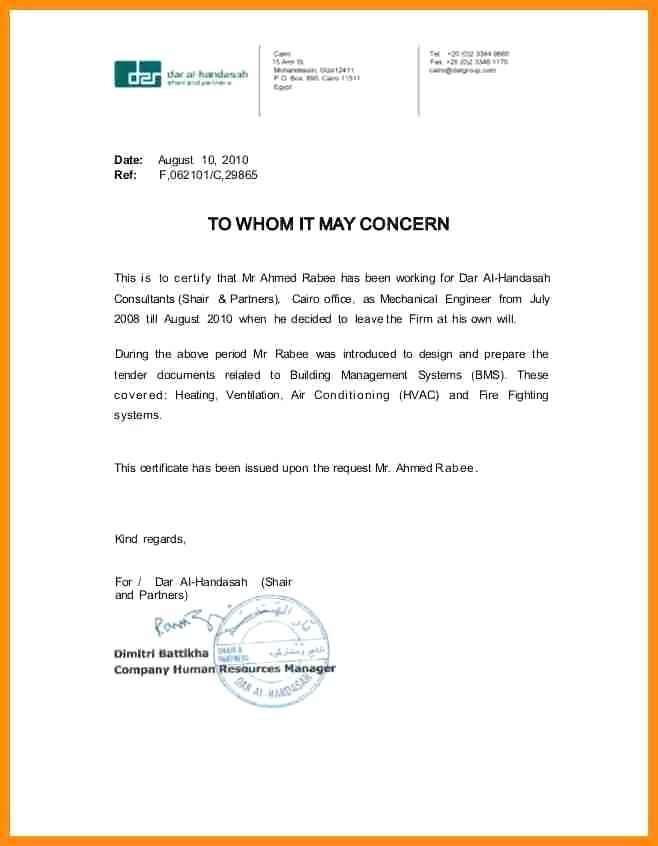 dar
dar al-handasah
shair and partners
Cairo
15 Amr St.
Mohandessin, Giza12411
P.O. Box: 895, Cairo 11511
Egypt
Tel. +20 (0)2 3344 9680
Fax. +20 (0)2 3346 1170
cairo@dargroup.com
Date: August 10, 2010
Ref: F,062101/C,29865
TO WHOM IT MAY CONCERN
This is to certify that Mr Ahmed Rabee has been working for Dar Al-Handasah
Consultants (Shair & Partners), Cairo office, as Mechanical Engineer from July
2008 till August 2010 when he decided to leave the Firm at his own will.
During the above period Mr Rabee was introduced to design and prepare the
tender documents related to Building Management Systems (BMS). These
covered; Heating, Ventilation, Air Conditioning (HVAC) and Fire Fighting
systems.
This certificate has been issued upon the request Mr. Ahmed Rabee.
Kind regards,
For / Dar Al-Handasah (Shair
and Partners)
Dimitri Battikha
Company Human Resources Manager
SHAIR &
PARTNERS
شاعر ومشاركوه
DAR AL-HANDASAH